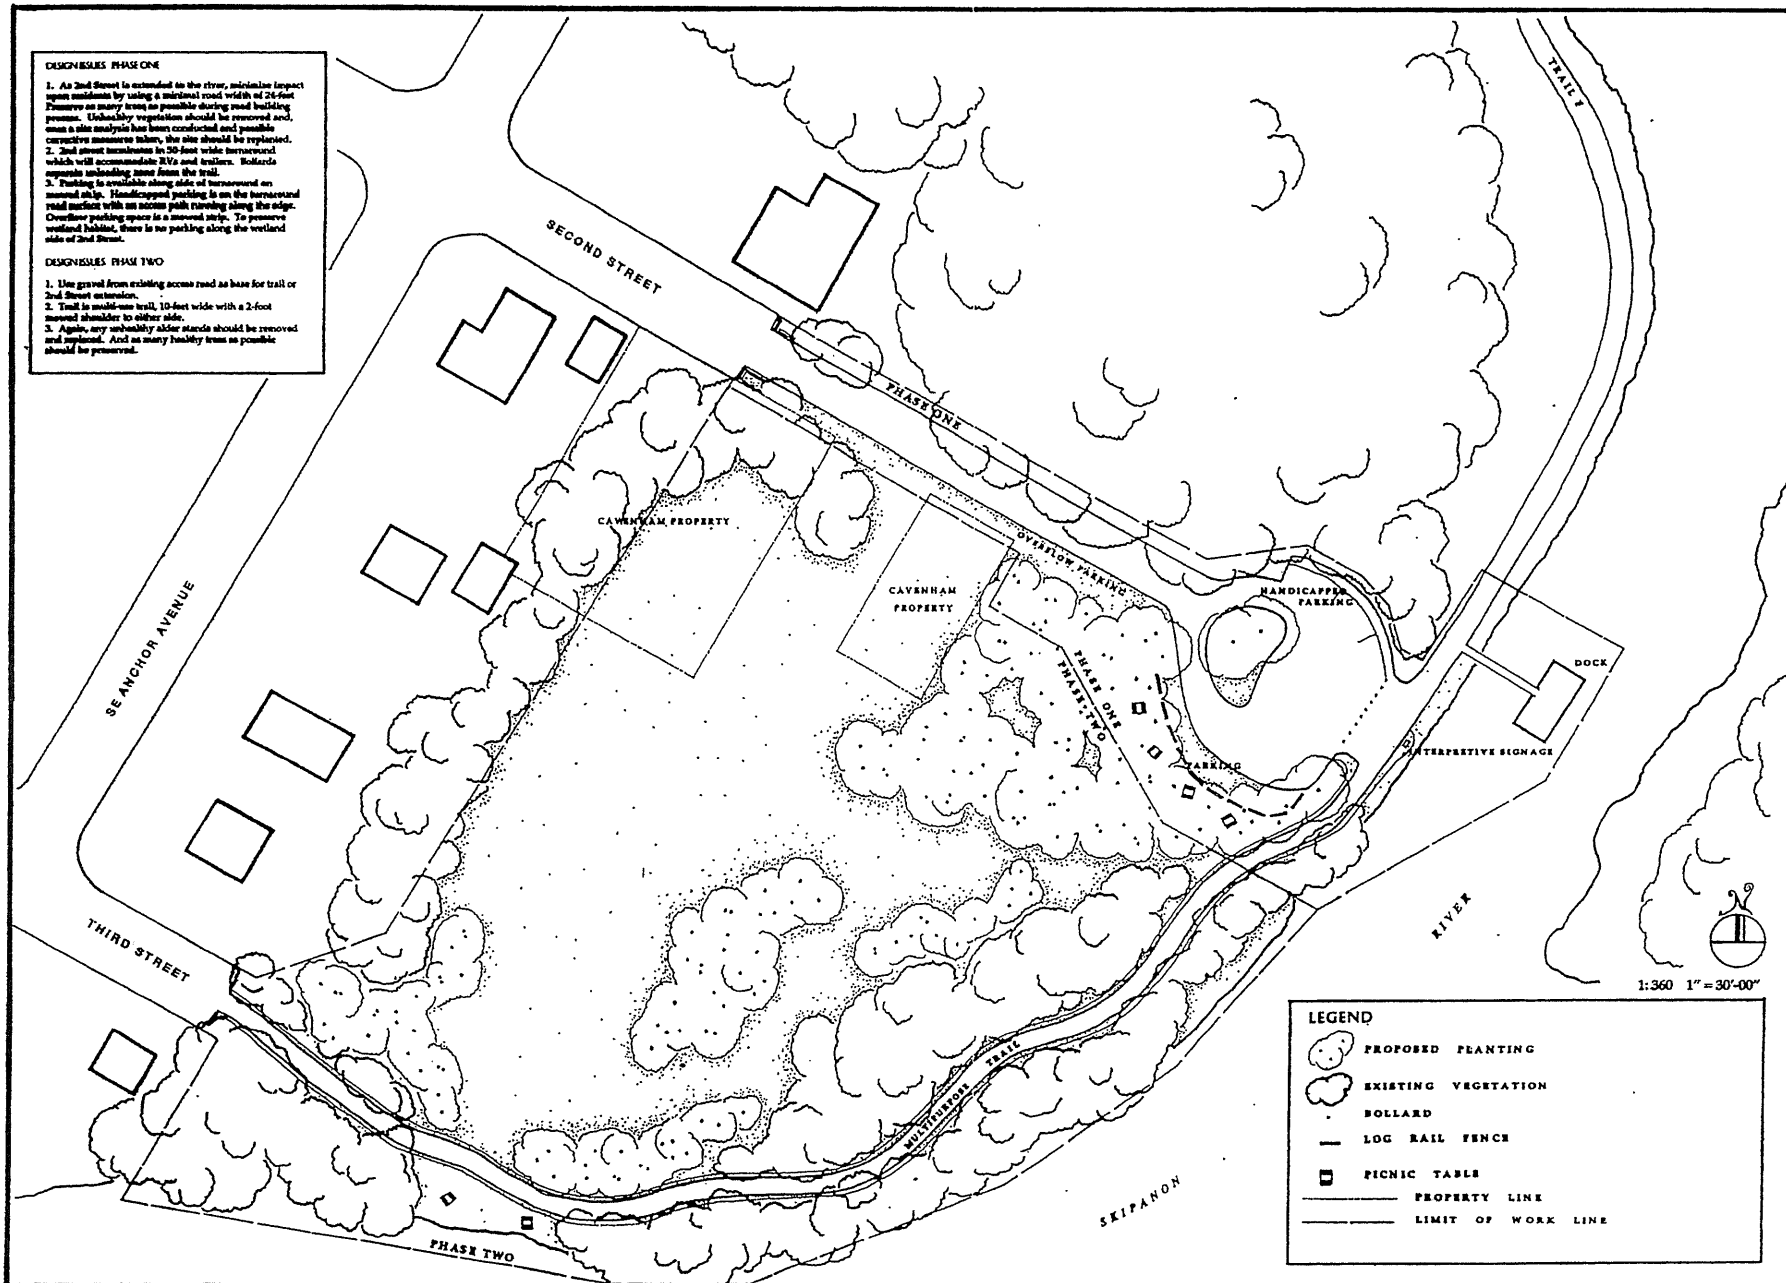 DESIGN ISSUES PHASE ONE
1. As 2nd Street is extended to the river, minimize impact
upon residents by using a minimal road width of 24-feet
Preserve as many trees as possible during road building
process. Unhealthy vegetation should be removed and,
once a site analysis has been conducted and possible
corrective measures taken, the site should be replanted.
2. 2nd street terminates in 50-foot wide turnaround
which will accommodate RVs and trailers. Bollards
separate unloading zone from the trail.
3. Parking is available along side of turnaround on
mowed strip. Handicapped parking is on the turnaround
road surface with an access path running along the edge.
Overflow parking space is a mowed strip. To preserve
wetland habitat, there is no parking along the wetland
side of 2nd Street.
DESIGN ISSUES PHASE TWO
1. Use gravel from existing access road as base for trail or
2nd Street extension.
2. Trail is multi-use trail, 10-feet wide with a 2-foot
mowed shoulder to either side.
3. Again, any unhealthy alder stands should be removed
and replaced. And as many healthy trees as possible
should be preserved.
TRAIL
SECOND STREET
PHASE ONE
CAVENHAM PROPERTY
OVERFLOW PARKING
CAVENHAM
PROPERTY
HANDICAPPED
PARKING
DOCK
SE ANCHOR AVENUE
PHASE ONE
PHASE TWO
PARKING
INTERPRETIVE SIGNAGE
RIVER
THIRD STREET
N
1:360 1" = 30'-00"
MULTIPURPOSE TRAIL
SKIPANON
PHASE TWO
LEGEND
PROPOSED PLANTING
EXISTING VEGETATION
BOLLARD
LOG RAIL FENCE
PICNIC TABLE
PROPERTY LINE
LIMIT OF WORK LINE